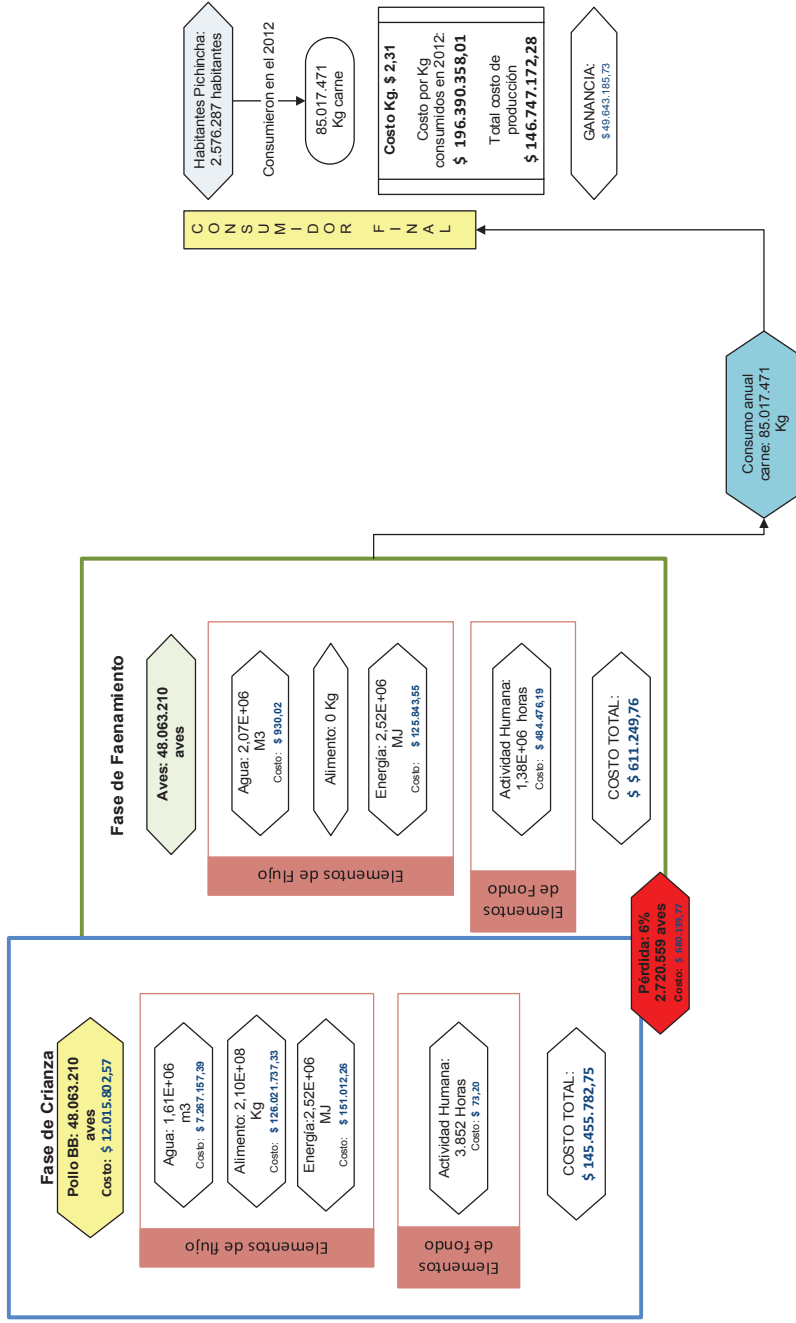 Fase de Crianza
Pollo BB: 48.063.210
aves
Costo: $ 12.015.802,57
Elementos de flujo
Agua: 1,61E+06
m3
Costo: $ 7.267.157,39
Alimento: 2,10E+08
Kg
Costo: $ 126.021.737,33
Energía:2,52E+06
MJ
Costo: $ 151.012,26
Elementos
de fondo
Actividad Humana:
3.852 Horas
Costo: $ 73,20
COSTO TOTAL:
$ 145.455.782,75
Pérdida: 6%
2.720.559 aves
Costo: $ 680.139,77
Fase de Faenamiento
Aves: 48.063.210
aves
Elementos de Flujo
Agua: 2,07E+06
M3
Costo: $ 930,02
Alimento: 0 Kg
Energía: 2,52E+06
MJ
Costo: $ 125.843,55
Elementos
de Fondo
Actividad Humana:
1,38E+06 horas
Costo: $ 484.476,19
COSTO TOTAL:
$ $ 611.249,76
Consumo anual
carne: 85.017.471
Kg
CONSUMIDOR FINAL
Habitantes Pichincha:
2.576.287 habitantes
Consumieron en el 2012
85.017.471
Kg carne
Costo Kg. $ 2,31
Costo por Kg
consumidos en 2012:
$ 196.390.358,01
Total costo de
producción
$ 146.747.172,28
GANANCIA:
$ 49.643.185,73